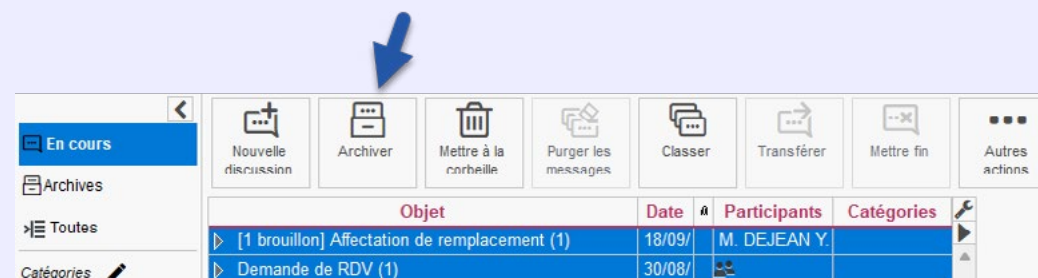 En cours
Archives
Toutes
Catégories
Nouvelle discussion
Archiver
Mettre à la corbeille
Purger les messages
Classer
Transférer
Mettre fin
Autres actions
Objet Date Participants Catégories
[1 brouillon] Affectation de remplacement (1) 18/09/ M. DEJEAN Y.
Demande de RDV (1) 30/08/